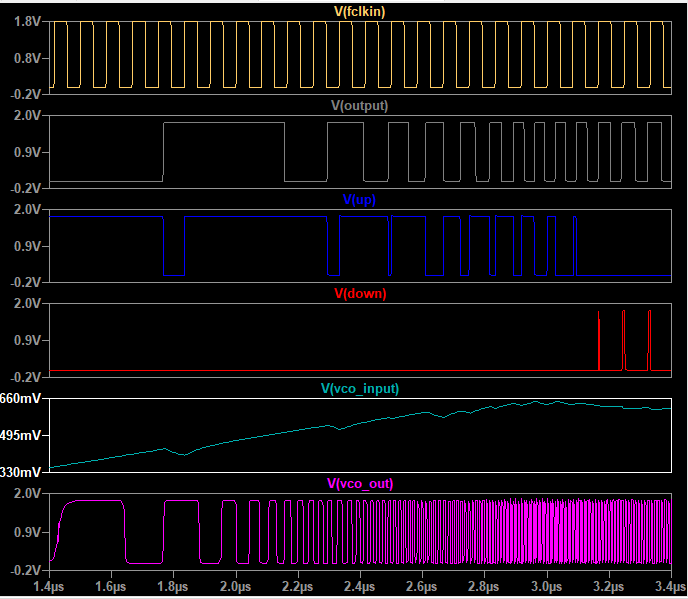 V(fclkin)
1.8V
0.8V
-0.2V
V(output)
2.0V
0.9V
-0.2V
V(up)
2.0V
0.9V
-0.2V
V(down)
2.0V
0.9V
-0.2V
V(vco_input)
660mV
495mV
330mV
V(vco_out)
2.0V
0.9V
-0.2V
1.4µs 1.6µs 1.8µs 2.0µs 2.2µs 2.4µs 2.6µs 2.8µs 3.0µs 3.2µs 3.4µs